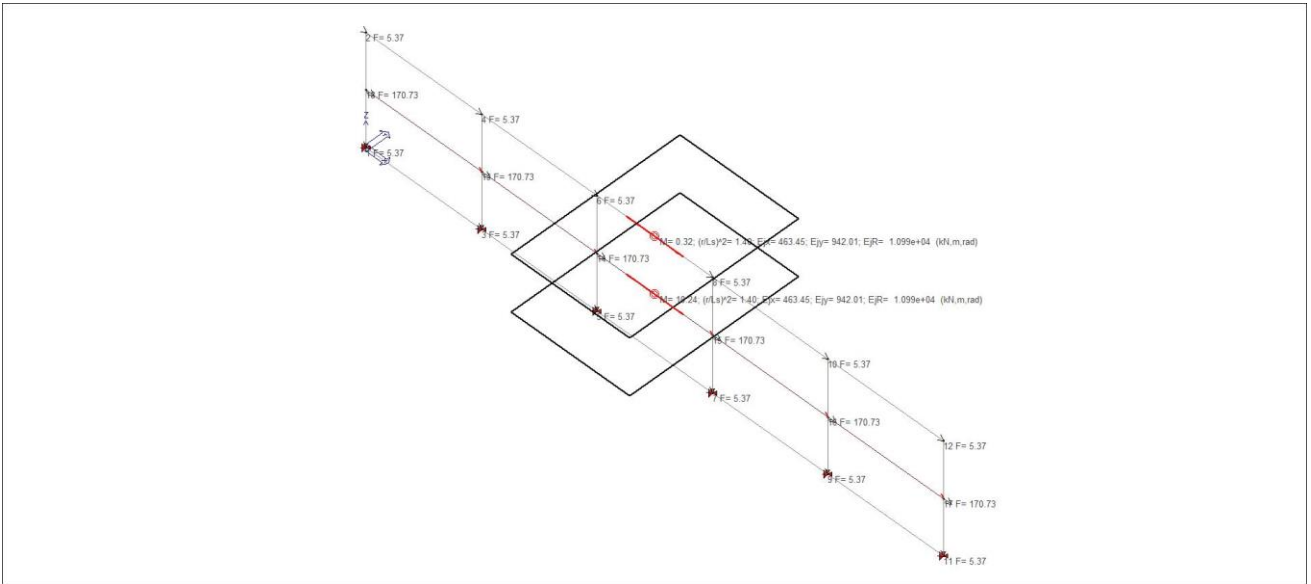 2 F= 5.37
18 F= 170.73
Z
1 F= 5.37
4 F= 5.37
13 F= 170.73
3 F= 5.37
6 F= 5.37
M= 0.32; (r/Ls)^2= 1.40; Ejx= 463.45; Ejy= 942.01; EjR= 1.099e+04 (kN,m,rad)
14 F= 170.73
8 F= 5.37
M= 10.24; (r/Ls)^2= 1.40; Ejx= 463.45; Ejy= 942.01; EjR= 1.099e+04 (kN,m,rad)
5 F= 5.37
15 F= 170.73
10 F= 5.37
7 F= 5.37
16 F= 170.73
12 F= 5.37
9 F= 5.37
17 F= 170.73
11 F= 5.37